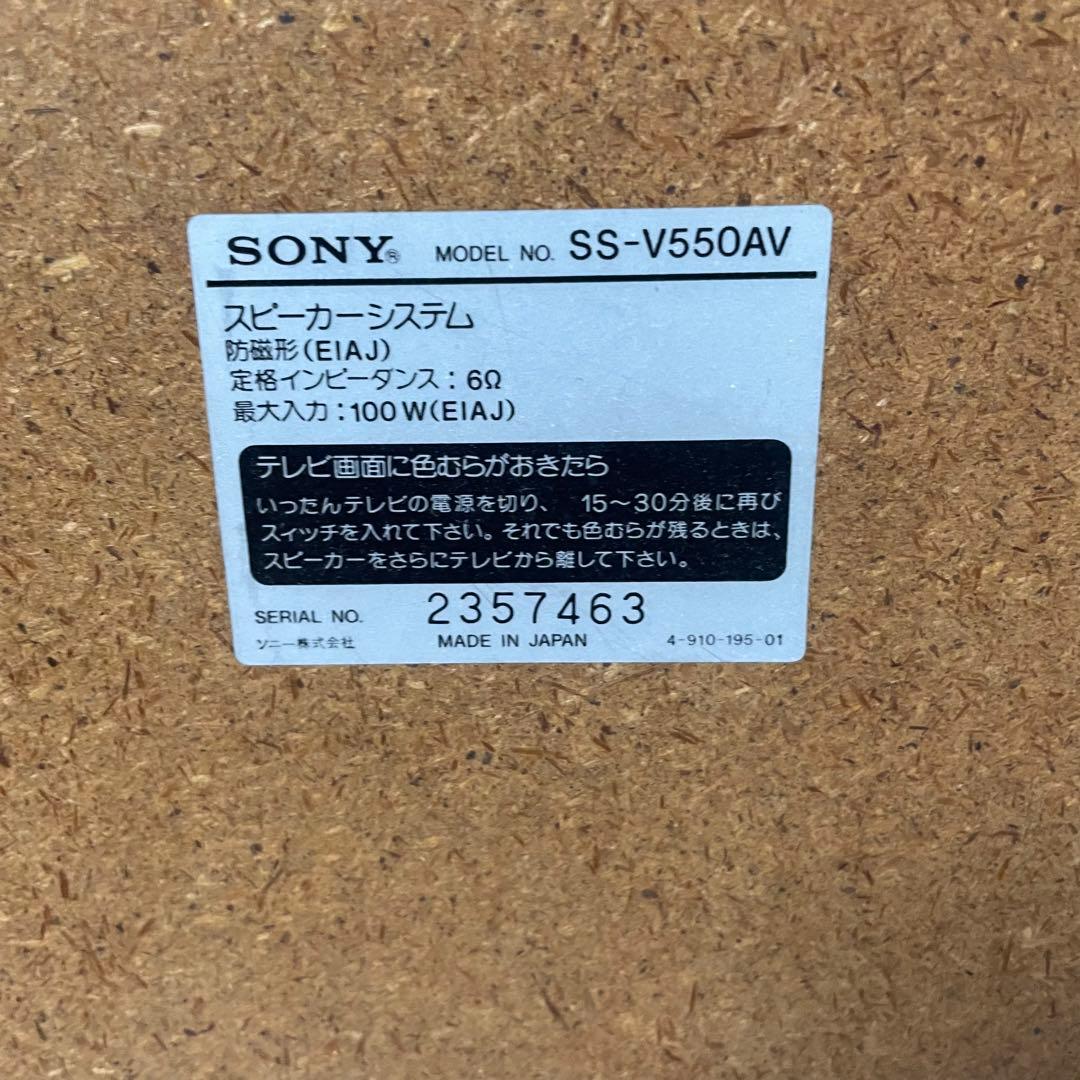 SONY® MODEL NO. SS-V550AV
スピーカーシステム
防磁形(EIAJ)
定格インピーダンス：6Ω
最大入力：100W(EIAJ)
テレビ画面に色むらがおきたら
いったんテレビの電源を切り、 15～30分後に再び
スイッチを入れて下さい。それでも色むらが残るときは、
スピーカーをさらにテレビから離して下さい。
SERIAL NO. 2357463
ソニー株式会社 MADE IN JAPAN 4-910-195-01